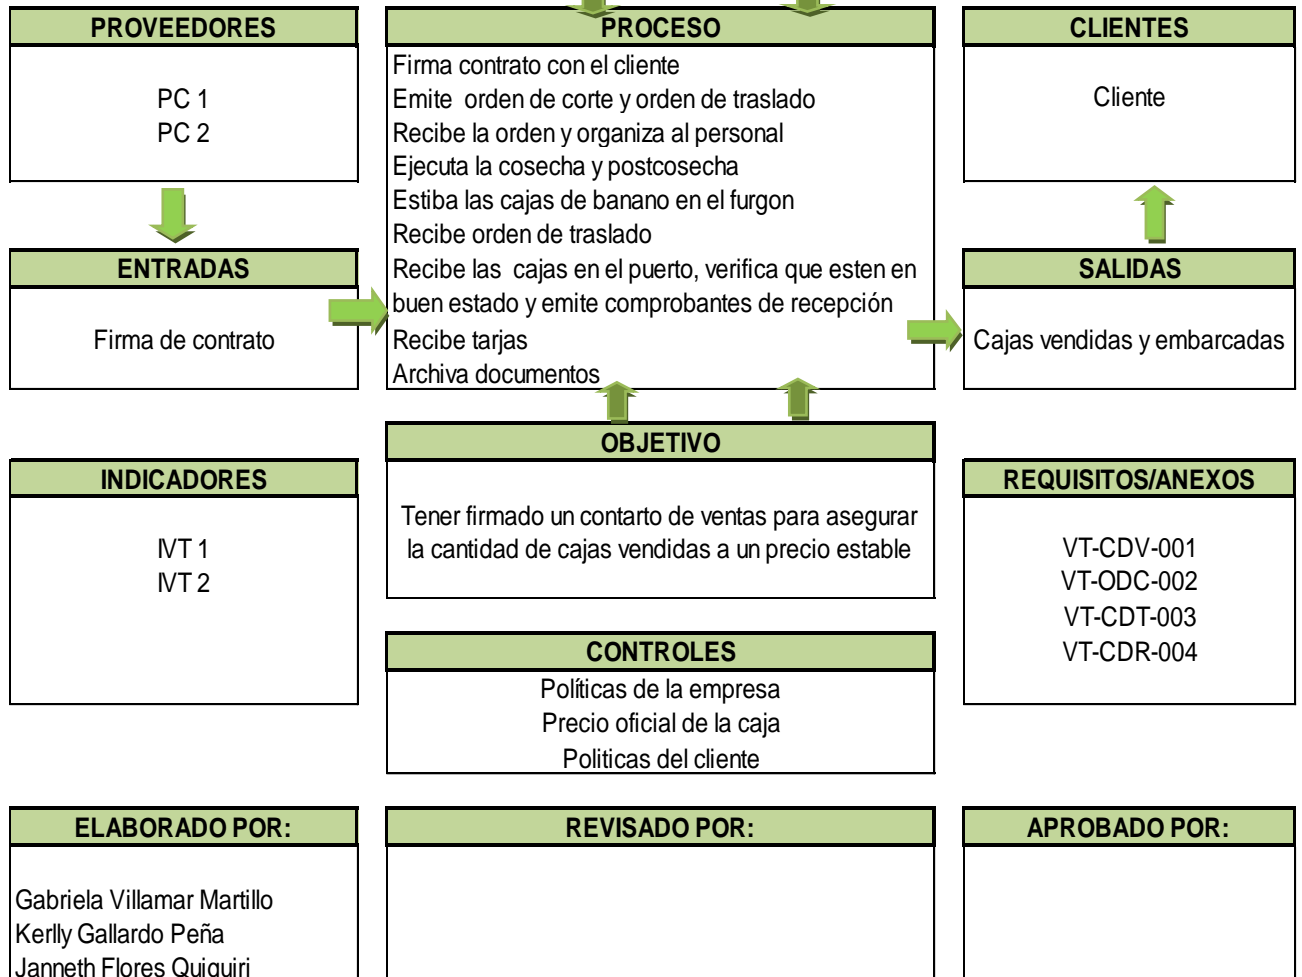 PROVEEDORES
PC 1
PC 2
PROCESO
Firma contrato con el cliente
Emite  orden de corte y orden de traslado
Recibe la orden y organiza al personal
Ejecuta la cosecha y postcosecha
Estiba las cajas de banano en el furgon
Recibe orden de traslado
Recibe las  cajas en el puerto, verifica que esten en
buen estado y emite comprobantes de recepción
Recibe tarjas
Archiva documentos
CLIENTES
Cliente
ENTRADAS
Firma de contrato
SALIDAS
Cajas vendidas y embarcadas
INDICADORES
IVT 1
IVT 2
OBJETIVO
Tener firmado un contarto de ventas para asegurar
la cantidad de cajas vendidas a un precio estable
REQUISITOS/ANEXOS
VT-CDV-001
VT-ODC-002
VT-CDT-003
VT-CDR-004
CONTROLES
Políticas de la empresa
Precio oficial de la caja
Politicas del cliente
ELABORADO POR:
Gabriela Villamar Martillo
Kerlly Gallardo Peña
Janneth Flores Quiquiri
REVISADO POR:
APROBADO POR: